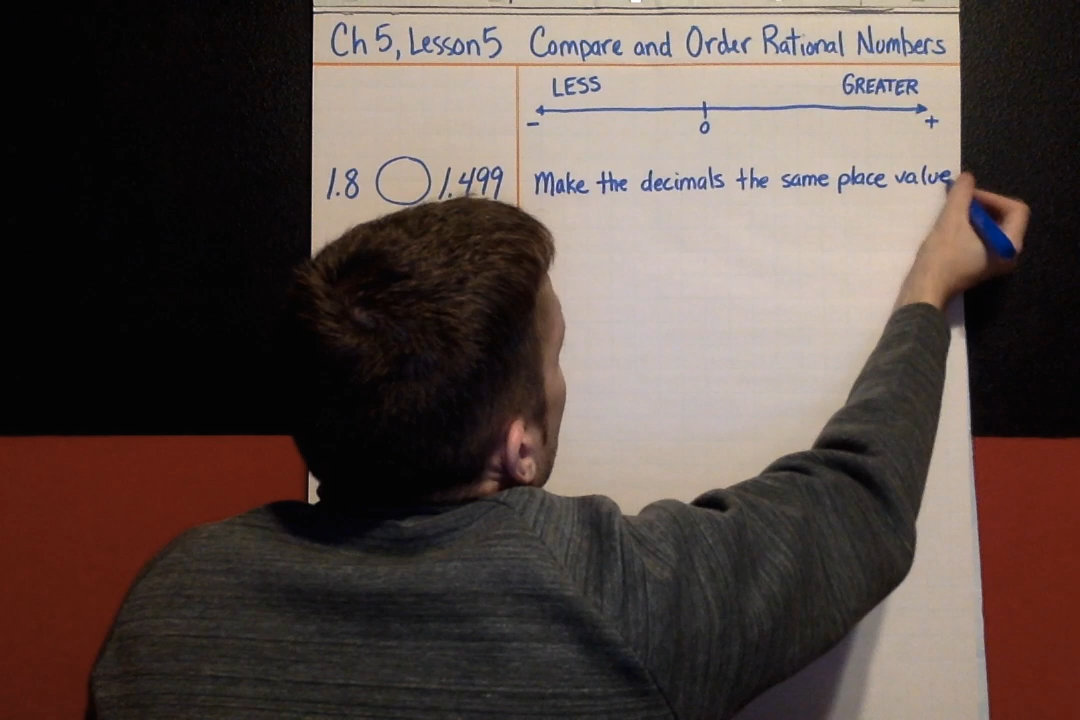 Ch 5, Lesson 5 Compare and Order Rational Numbers
LESS GREATER
- 0 +
1.8 1.499 Make the decimals the same place value